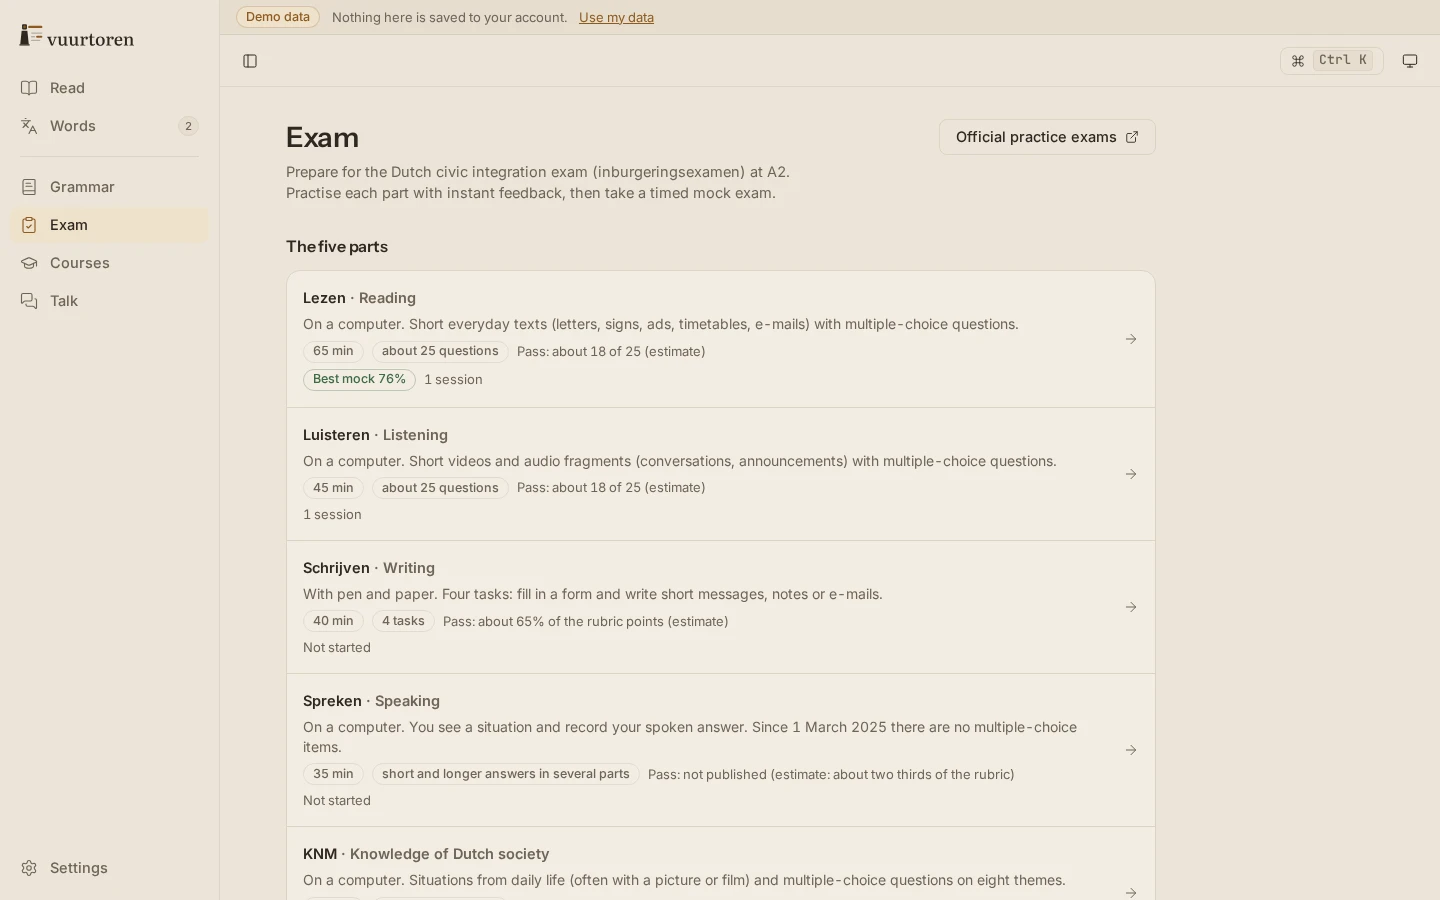 vuurtoren
Read
Words 2
Grammar
Exam
Courses
Talk
Settings
Demo data Nothing here is saved to your account. Use my data
Ctrl K
Exam
Official practice exams
Prepare for the Dutch civic integration exam (inburgeringsexamen) at A2.
Practise each part with instant feedback, then take a timed mock exam.
The five parts
Lezen · Reading
On a computer. Short everyday texts (letters, signs, ads, timetables, e-mails) with multiple-choice questions.
65 min about 25 questions Pass: about 18 of 25 (estimate)
Best mock 76% 1 session
Luisteren · Listening
On a computer. Short videos and audio fragments (conversations, announcements) with multiple-choice questions.
45 min about 25 questions Pass: about 18 of 25 (estimate)
1 session
Schrijven · Writing
With pen and paper. Four tasks: fill in a form and write short messages, notes or e-mails.
40 min 4 tasks Pass: about 65% of the rubric points (estimate)
Not started
Spreken · Speaking
On a computer. You see a situation and record your spoken answer. Since 1 March 2025 there are no multiple-choice
items.
35 min short and longer answers in several parts Pass: not published (estimate: about two thirds of the rubric)
Not started
KNM · Knowledge of Dutch society
On a computer. Situations from daily life (often with a picture or film) and multiple-choice questions on eight themes.